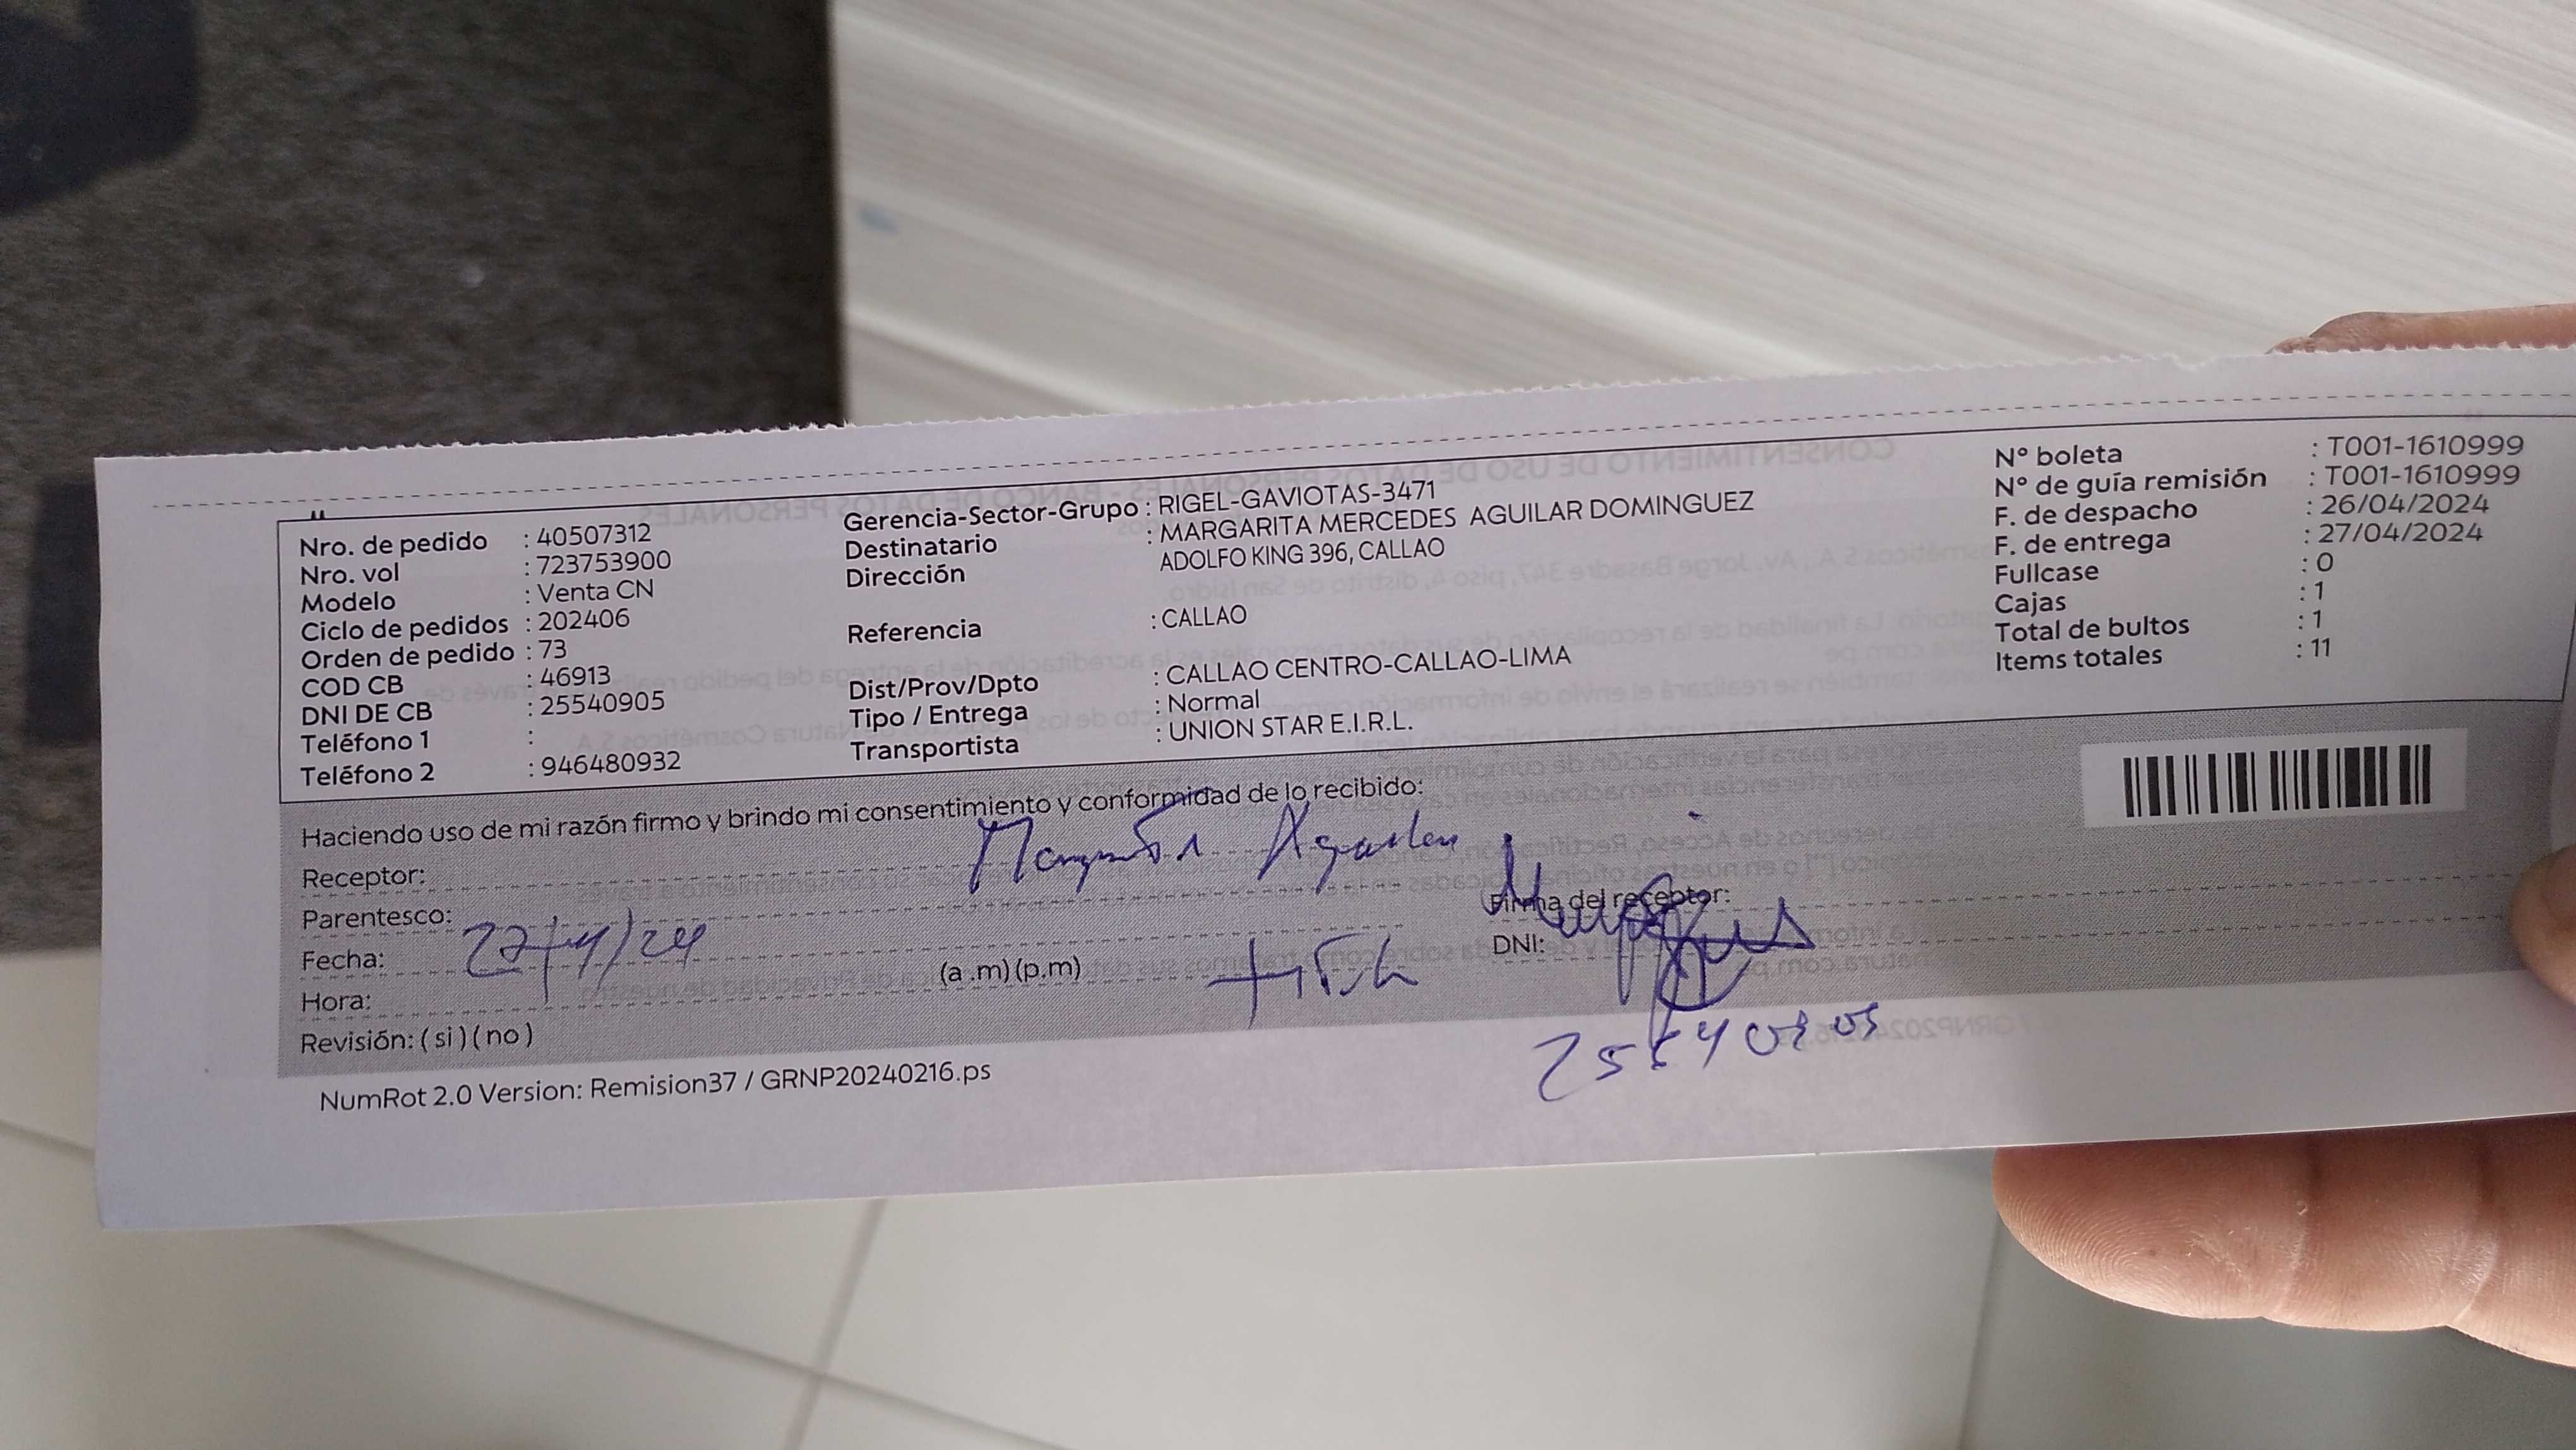 Nro. de pedido : 40507312
Nro. vol : 723753900
Modelo : Venta CN
Ciclo de pedidos : 202406
Orden de pedido : 73
COD CB : 46913
DNI DE CB : 25540905
Teléfono 1 :
Teléfono 2 : 946480932
Gerencia-Sector-Grupo : RIGEL-GAVIOTAS-3471
Destinatario : MARGARITA MERCEDES AGUILAR DOMINGUEZ
Dirección ADOLFO KING 396, CALLAO
Referencia : CALLAO
Dist/Prov/Dpto : CALLAO CENTRO-CALLAO-LIMA
Tipo / Entrega : Normal
Transportista : UNION STAR E.I.R.L.
N° boleta : T001-1610999
N° de guía remisión : T001-1610999
F. de despacho : 26/04/2024
F. de entrega : 27/04/2024
Fullcase : 0
Cajas : 1
Total de bultos : 1
Items totales : 11
Haciendo uso de mi razón firmo y brindo mi consentimiento y conformidad de lo recibido:
Receptor: Margarita Aguilar
Parentesco:
Firma del receptor:
Fecha: 27/4/24
DNI: 25540905
Hora: (a .m) (p.m)
Revisión: ( si ) ( no )
NumRot 2.0 Version: Remision37 / GRNP20240216.ps